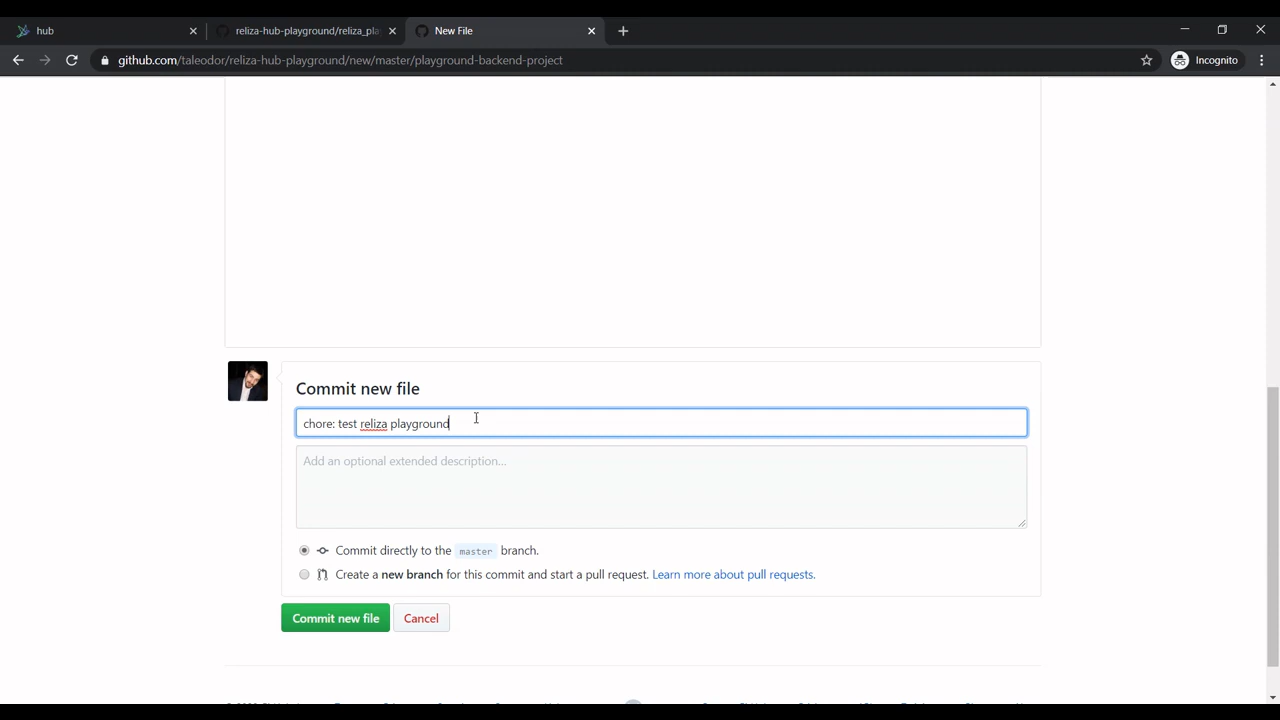 hub
reliza-hub-playground/reliza_pla
New File
github.com/taleodor/reliza-hub-playground/new/master/playground-backend-project
Incognito
Commit new file
chore: test reliza playground
Add an optional extended description...
Commit directly to the master branch.
Create a new branch for this commit and start a pull request. Learn more about pull requests.
Commit new file
Cancel